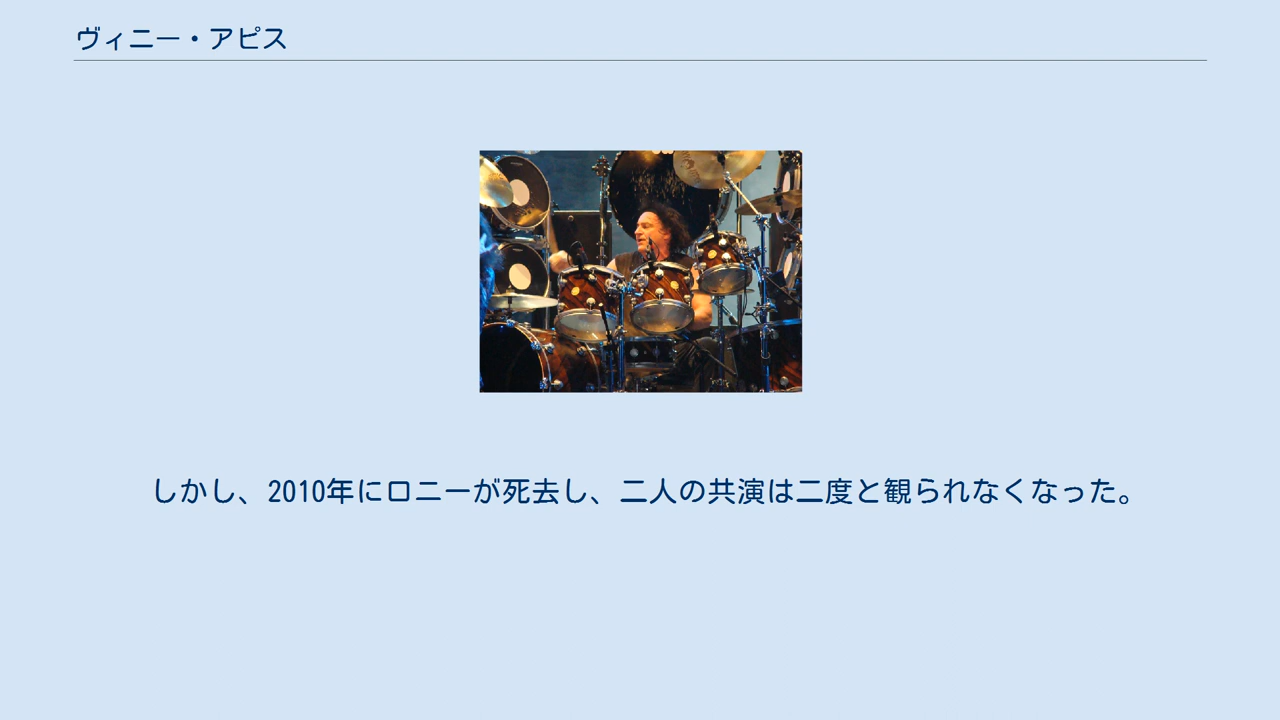 ヴィニー・アピス
しかし、2010年にロニーが死去し、二人の共演は二度と観られなくなった。